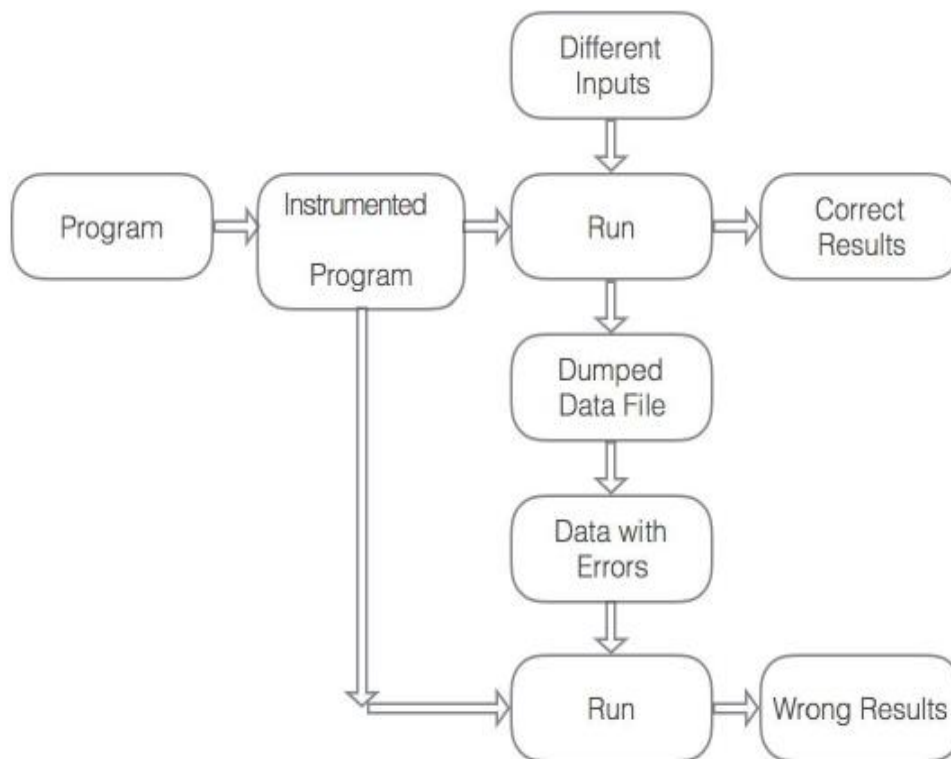 Different
Inputs
Program
Instrumented
Program
Run
Correct
Results
Dumped
Data File
Data with
Errors
Run
Wrong Results